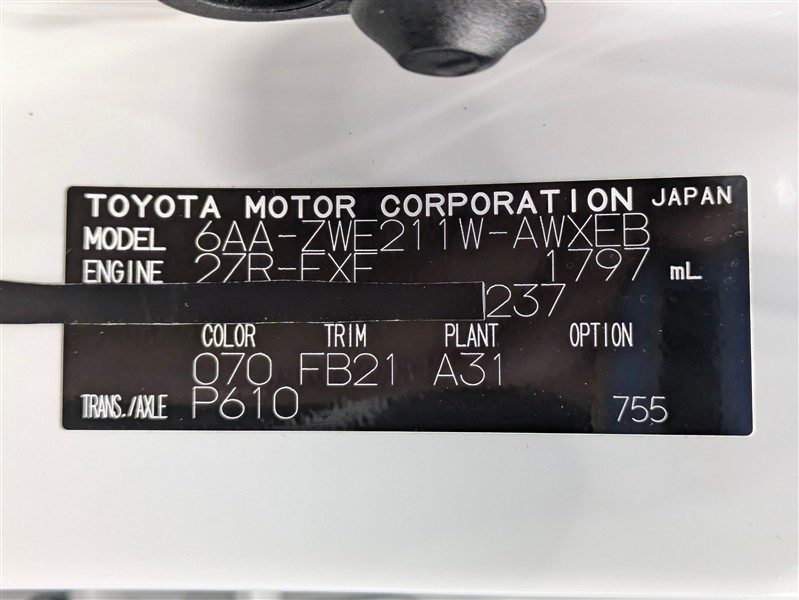 TOYOTA MOTOR CORPORATION JAPAN
MODEL 6AA-ZWE211W-AWXEB
ENGINE 2ZR-FXE 1797 mL
237
COLOR TRIM PLANT OPTION
070 FB21 A31
TRANS./AXLE P610 755